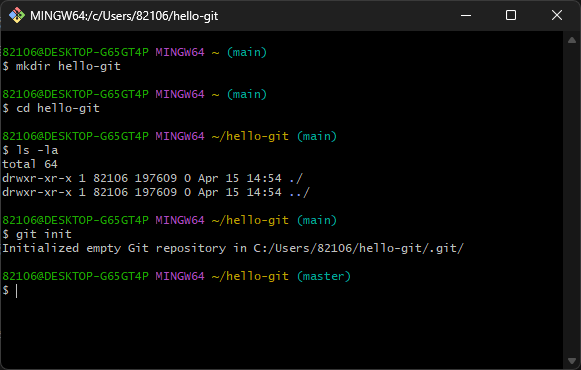 MINGW64:/c/Users/82106/hello-git
82106@DESKTOP-G65GT4P MINGW64 ~ (main)
$ mkdir hello-git
82106@DESKTOP-G65GT4P MINGW64 ~ (main)
$ cd hello-git
82106@DESKTOP-G65GT4P MINGW64 ~/hello-git (main)
$ ls -la
total 64
drwxr-xr-x 1 82106 197609 0 Apr 15 14:54 ./
drwxr-xr-x 1 82106 197609 0 Apr 15 14:54 ../
82106@DESKTOP-G65GT4P MINGW64 ~/hello-git (main)
$ git init
Initialized empty Git repository in C:/Users/82106/hello-git/.git/
82106@DESKTOP-G65GT4P MINGW64 ~/hello-git (master)
$